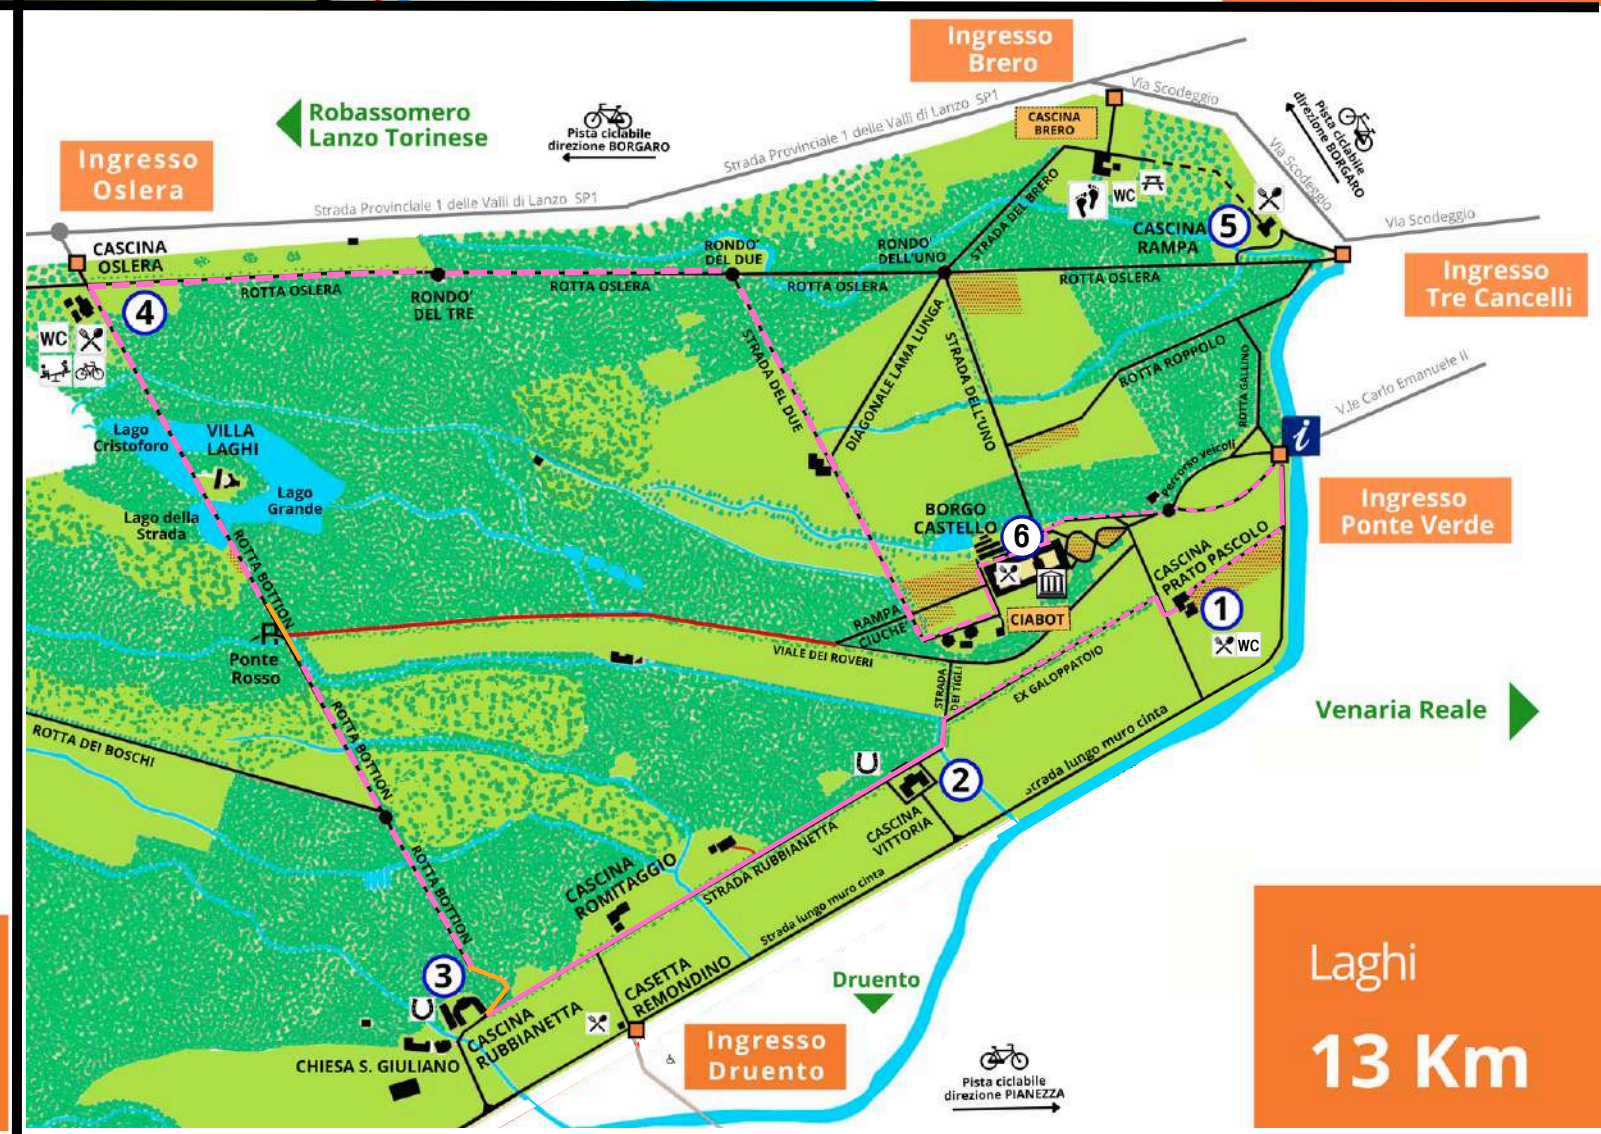 Ingresso
Brero
Via Scodeggio
Pista ciclabile
direzione BORGARO
Robassomero
Lanzo Torinese
Pista ciclabile
direzione BORGARO
Strada Provinciale 1 delle Valli di Lanzo SP1
CASCINA
BRERO
Via Scodeggio
Ingresso
Oslera
Strada Provinciale 1 delle Valli di Lanzo SP1
STRADA DEL BRERO
WC
CASCINA
RAMPA
5
Via Scodeggio
CASCINA
OSLERA
RONDO'
DEL DUE
RONDO'
DELL'UNO
Ingresso
Tre Cancelli
ROTTA OSLERA
RONDO'
DEL TRE
ROTTA OSLERA
ROTTA OSLERA
ROTTA OSLERA
4
WC
STRADA DEL DUE
DIAGONALE LAMA LUNGA
STRADA DELL'UNO
ROTTA ROPPOLO
ROTTA GALLINO
V.le Carlo Emanuele II
i
Lago
Cristoforo
VILLA
LAGHI
Lago
Grande
Lago della
Strada
Percorso veicoli
Ingresso
Ponte Verde
BORGO
CASTELLO
6
CASCINA
PRATO PASCOLO
ROTTA BOTTION
1
WC
RAMPA
CIUCHE'
CIABOT
Ponte
Rosso
VIALE DEI ROVERI
STRADA
DEI TIGLI
EX GALOPPATOIO
Venaria Reale
ROTTA DEI BOSCHI
ROTTA BOTTION
Strada lungo muro cinta
2
CASCINA
VITTORIA
STRADA RUBBIANETTA
CASCINA
ROMITAGGIO
ROTTA BOTTION
Strada lungo muro cinta
3
CASETTA
REMONDINO
Druento
CASCINA
RUBBIANETTA
CHIESA S. GIULIANO
Ingresso
Druento
Pista ciclabile
direzione PIANEZZA
Laghi
13 Km